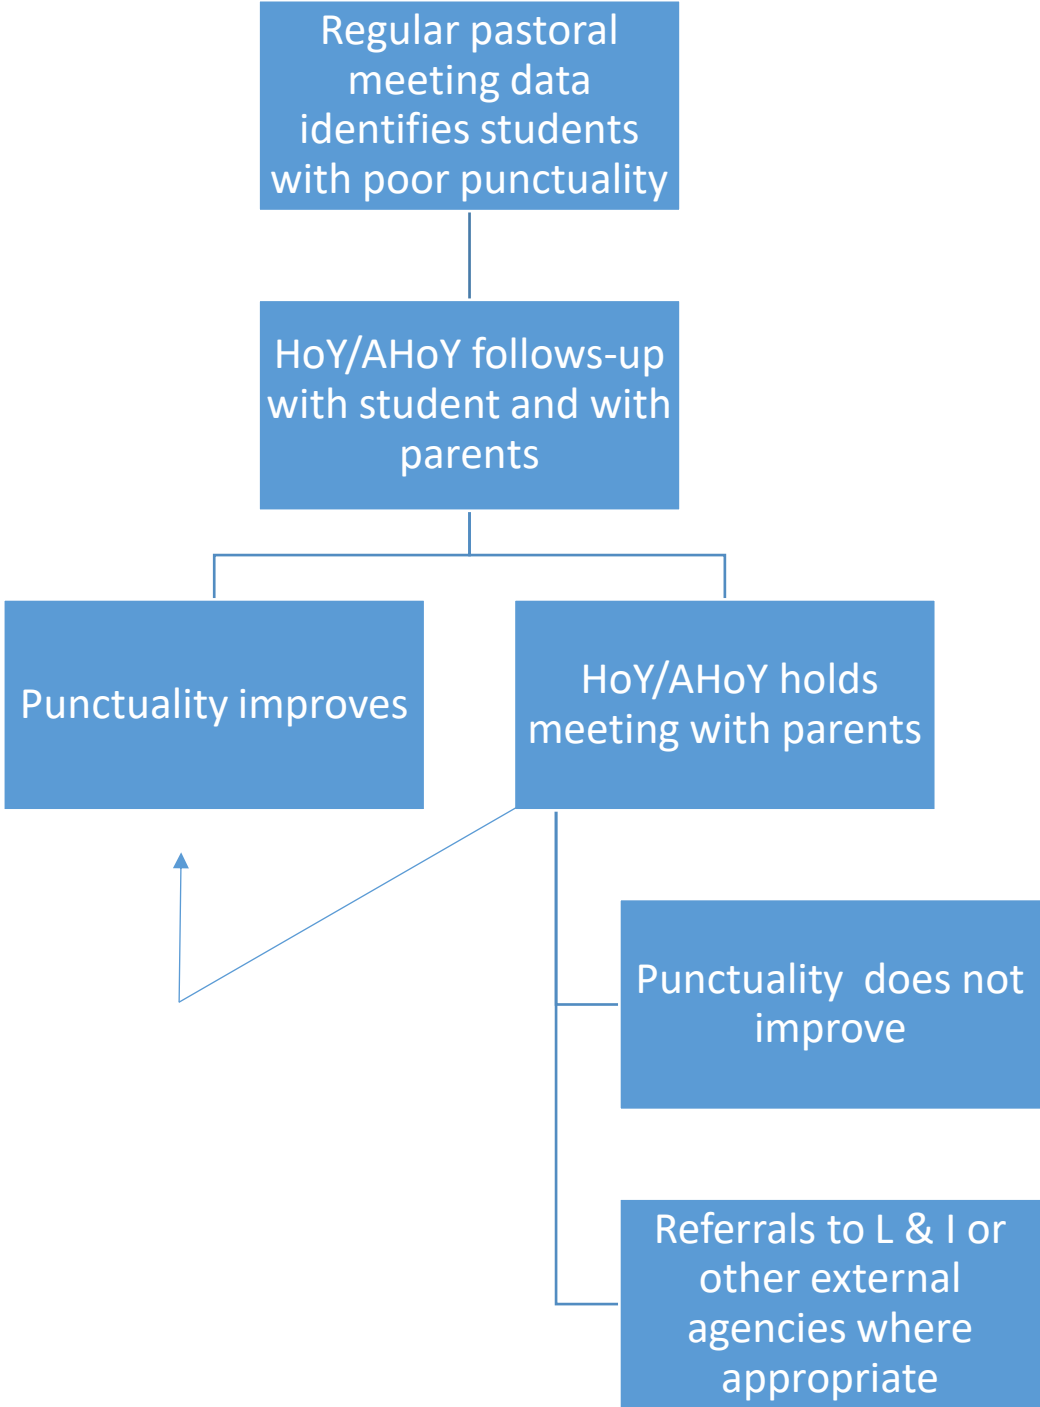 Regular pastoral
meeting data
identifies students
with poor punctuality
HoY/AHoY follows-up
with student and with
parents
Punctuality improves
HoY/AHoY holds
meeting with parents
Punctuality  does not
improve
Referrals to L & I or
other external
agencies where
appropriate